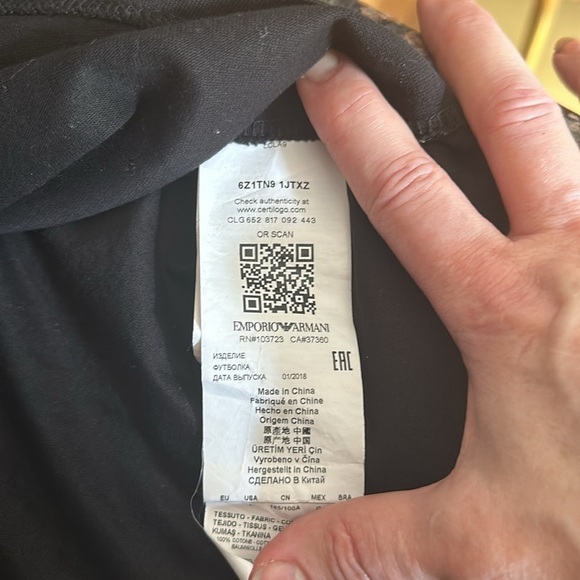 6Z1TN9 1JTXZ
Check authenticity at
www.certilogo.com
CLG 652 817 092 443
OR SCAN
EMPORIO ARMANI
RN#103723 CA#37360
ИЗДЕЛИЕ
ФУТБОЛКА
ДАТА ВЫПУСКА 01/2018
EAC
Made in China
Fabriqué en Chine
Hecho en China
Origem China
原產地 中国
原产地 中国
ÜRETİM YERİ Çin
Vyrobeno v Čína
Hergestellt in China
СДЕЛАНО В Китай
EU USA CN MEX BRA
TESSUTO - FABRIC -
TEJIDO - TISSUS -
KUMAŞ - TKANINA
100% COTONE